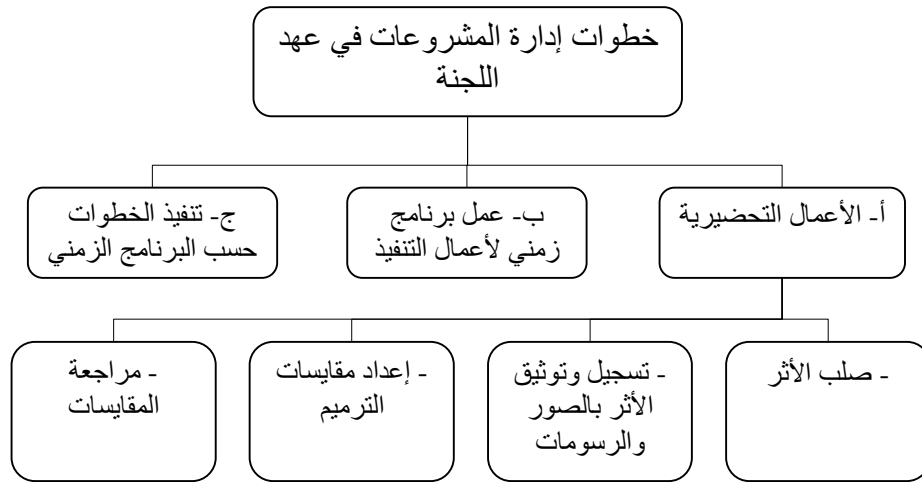 خطوات إدارة المشروعات في عهد
اللجنة
أ- الأعمال التحضيرية
ب- عمل برنامج
زمني لأعمال التنفيذ
ج- تنفيذ الخطوات
حسب البرنامج الزمني
- صلب الأثر
- تسجيل وتوثيق
الأثر بالصور
والرسومات
- إعداد مقايسات
الترميم
- مراجعة
المقايسات